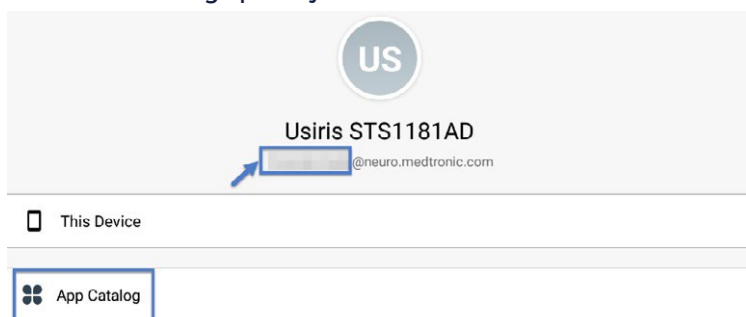 US
Usiris STS1181AD
@neuro.medtronic.com
This Device
App Catalog